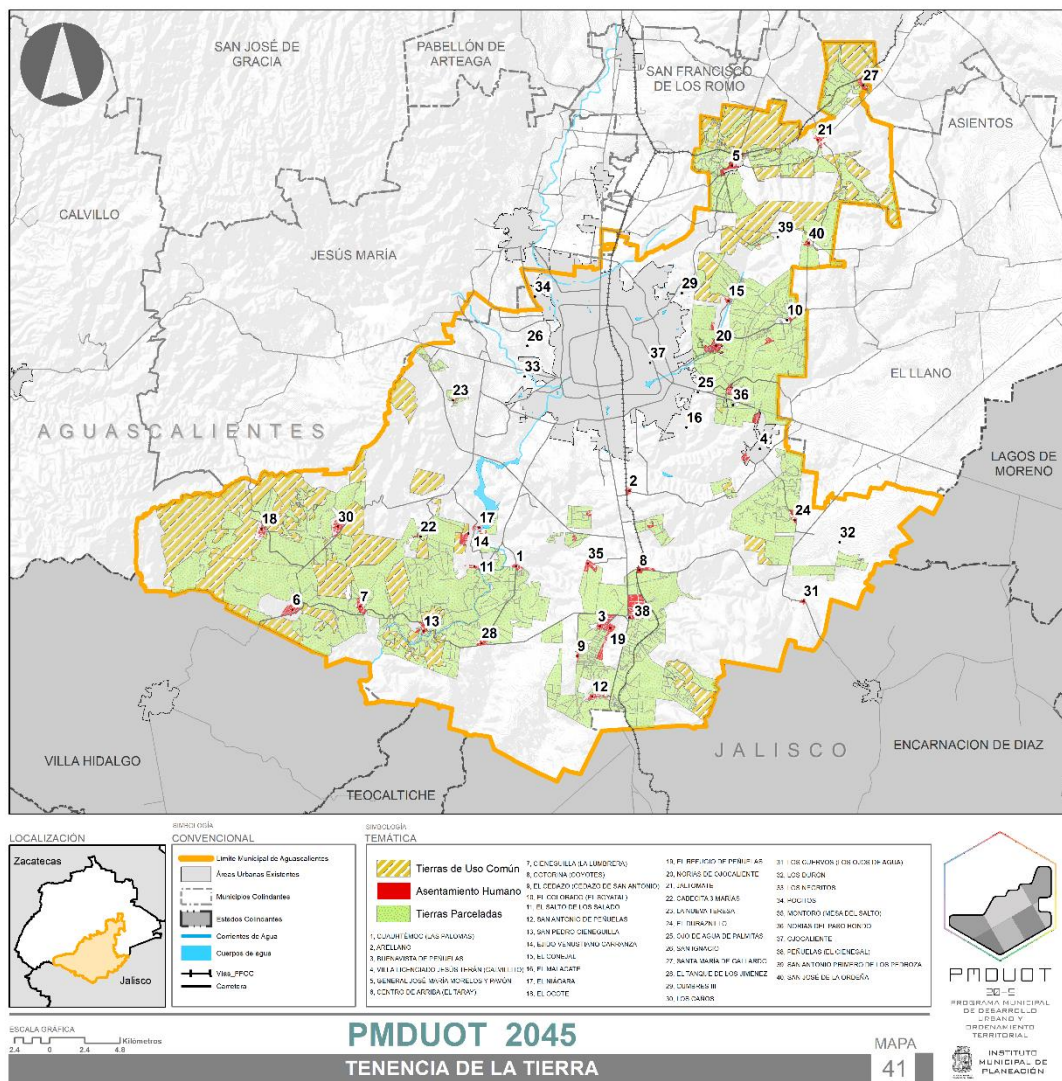 SAN JOSÉ DE
GRACIA
PABELLÓN DE
ARTEAGA
SAN FRANCISCO
DE LOS ROMO
27
ASIENTOS
21
5
CALVILLO
39
40
JESÚS MARÍA
34
29
15
10
26
20
37
33
EL LLANO
25
23
36
16
AGUASCALIENTES
4
LAGOS DE
MORENO
2
18
30
17
24
22
14
32
35
11
1
8
31
6
7
38
3
13
19
28
9
12
JALISCO
ENCARNACION DE DIAZ
VILLA HIDALGO
TEOCALTICHE
LOCALIZACIÓN
Zacatecas
Jalisco
SIMBOLOGÍA
CONVENCIONAL
Límite Municipal de Aguascalientes
Áreas Urbanas Existentes
Municipios Colindantes
Estados Colindantes
Corrientes de Agua
Cuerpos de agua
Vías_FFCC
Carretera
SIMBOLOGÍA
TEMÁTICA
Tierras de Uso Común
Asentamiento Humano
Tierras Parceladas
1, CUAUHTÉMOC (LAS PALOMAS)
2, ARELLANO
3, BUENAVISTA DE PEÑUELAS
4, VILLA LICENCIADO JESÚS TERÁN (CALVILLITO)
5, GENERAL JOSÉ MARÍA MORELOS Y PAVÓN
6, CENTRO DE ARRIBA (EL TARAY)
7, CIENEGUILLA (LA LUMBRERA)
8, COTORINA (COYOTES)
9, EL CEDAZO (CEDAZO DE SAN ANTONIO)
10, EL COLORADO (EL SOYATAL)
11, EL SALTO DE LOS SALADO
12, SAN ANTONIO DE PEÑUELAS
13, SAN PEDRO CIENEGUILLA
14, EJIDO VENUSTIANO CARRANZA
15, EL CONEJAL
16, EL MALACATE
17, EL NIÁGARA
18, EL OCOTE
19, EL REFUGIO DE PEÑUELAS
20, NORIAS DE OJOCALIENTE
21, JALTOMATE
22, CABECITA 3 MARÍAS
23, LA NUEVA TERESA
24, EL DURAZNILLO
25, OJO DE AGUA DE PALMITAS
26, SAN IGNACIO
27, SANTA MARÍA DE GALLARDO
28, EL TANQUE DE LOS JIMÉNEZ
29, CUMBRES III
30, LOS CAÑOS
31, LOS CUERVOS (LOS OJOS DE AGUA)
32, LOS DURÓN
33, LOS NEGRITOS
34, POCITOS
35, MONTORO (MESA DEL SALTO)
36, NORIAS DEL PASO HONDO
37, OJOCALIENTE
38, PEÑUELAS (EL CIENEGAL)
39, SAN ANTONIO PRIMERO DE LOS PEDROZA
40, SAN JOSÉ DE LA ORDEÑA
PMDUOT
PROGRAMA MUNICIPAL
DE DESARROLLO
URBANO Y
ORDENAMIENTO
TERRITORIAL
INSTITUTO
MUNICIPAL DE
PLANEACIÓN
ESCALA GRÁFICA
2.4 0 2.4 4.8 Kilómetros
PMDUOT 2045
TENENCIA DE LA TIERRA
MAPA
41